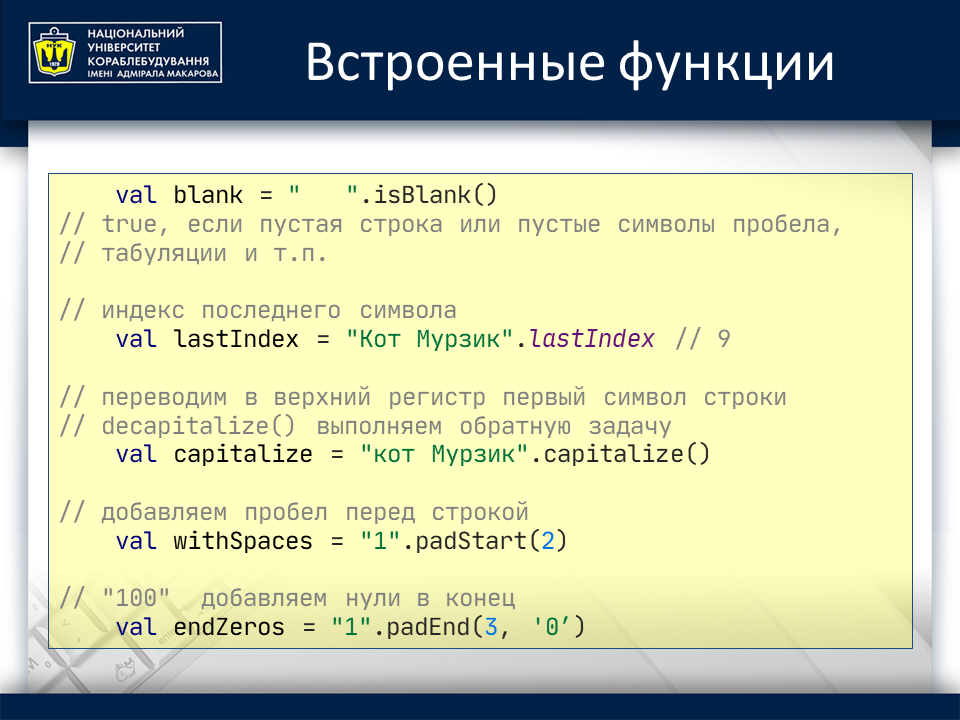 НАЦІОНАЛЬНИЙ
УНІВЕРСИТЕТ
КОРАБЛЕБУДУВАННЯ
ІМЕНІ АДМІРАЛА МАКАРОВА
НУК
1920
Встроенные функции
val blank = "   ".isBlank()
// true, если пустая строка или пустые символы пробела,
// табуляции и т.п.
// индекс последнего символа
val lastIndex = "Кот Мурзик".lastIndex // 9
// переводим в верхний регистр первый символ строки
// decapitalize() выполняем обратную задачу
val capitalize = "кот Мурзик".capitalize()
// добавляем пробел перед строкой
val withSpaces = "1".padStart(2)
// "100"  добавляем нули в конец
val endZeros = "1".padEnd(3, '0’)